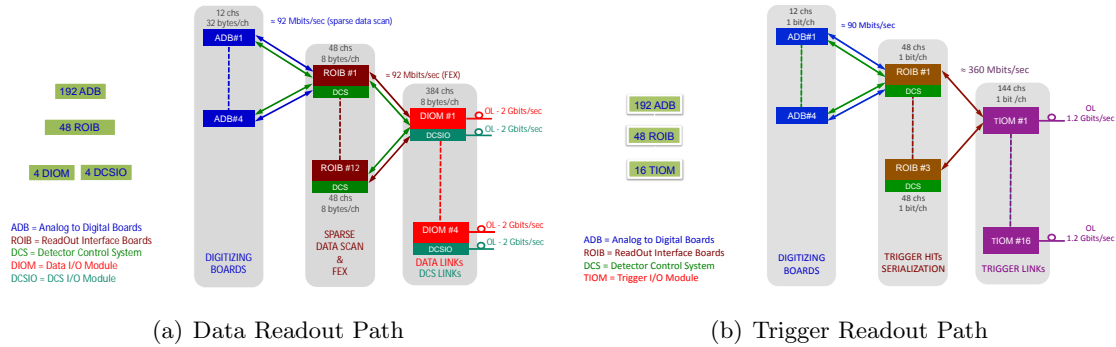 12 chs
32 bytes/ch
≈ 92 Mbits/sec (sparse data scan)
ADB#1
48 chs
8 bytes/ch
ROIB #1
DCS
≈ 92 Mbits/sec (FEX)
384 chs
8 bytes/ch
192 ADB
48 ROIB
4 DIOM
4 DCSIO
ADB#4
DIOM #1
OL - 2 Gbits/sec
DCSIO
OL - 2 Gbits/sec
ROIB #12
DCS
48 chs
8 bytes/ch
DIOM #4
OL - 2 Gbits/sec
DCSIO
OL - 2 Gbits/sec
ADB = Analog to Digital Boards
ROIB = ReadOut Interface Boards
DCS = Detector Control System
DIOM = Data I/O Module
DCSIO = DCS I/O Module
DIGITIZING
BOARDS
SPARSE
DATA SCAN
&
FEX
DATA LINKs
DCS LINKs
(a) Data Readout Path
12 chs
1 bit/ch
≈ 90 Mbits/sec
ADB#1
48 chs
1 bit/ch
ROIB #1
DCS
≈ 360 Mbits/sec
144 chs
1 bit /ch
192 ADB
48 ROIB
16 TIOM
ADB#4
TIOM #1
OL
1.2 Gbits/sec
ROIB #3
DCS
48 chs
1 bit/ch
TIOM #16
OL
1.2 Gbits/sec
ADB = Analog to Digital Boards
ROIB = ReadOut Interface Boards
DCS = Detector Control System
TIOM = Trigger I/O Module
DIGITIZING
BOARDS
TRIGGER HITs
SERIALIZATION
TRIGGER LINKs
(b) Trigger Readout Path